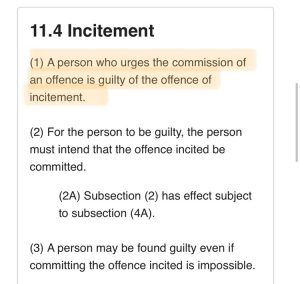 11.4 Incitement
(1) A person who urges the commission of
an offence is guilty of the offence of
incitement.
(2) For the person to be guilty, the person
must intend that the offence incited be
committed.
(2A) Subsection (2) has effect subject
to subsection (4A).
(3) A person may be found guilty even if
committing the offence incited is impossible.